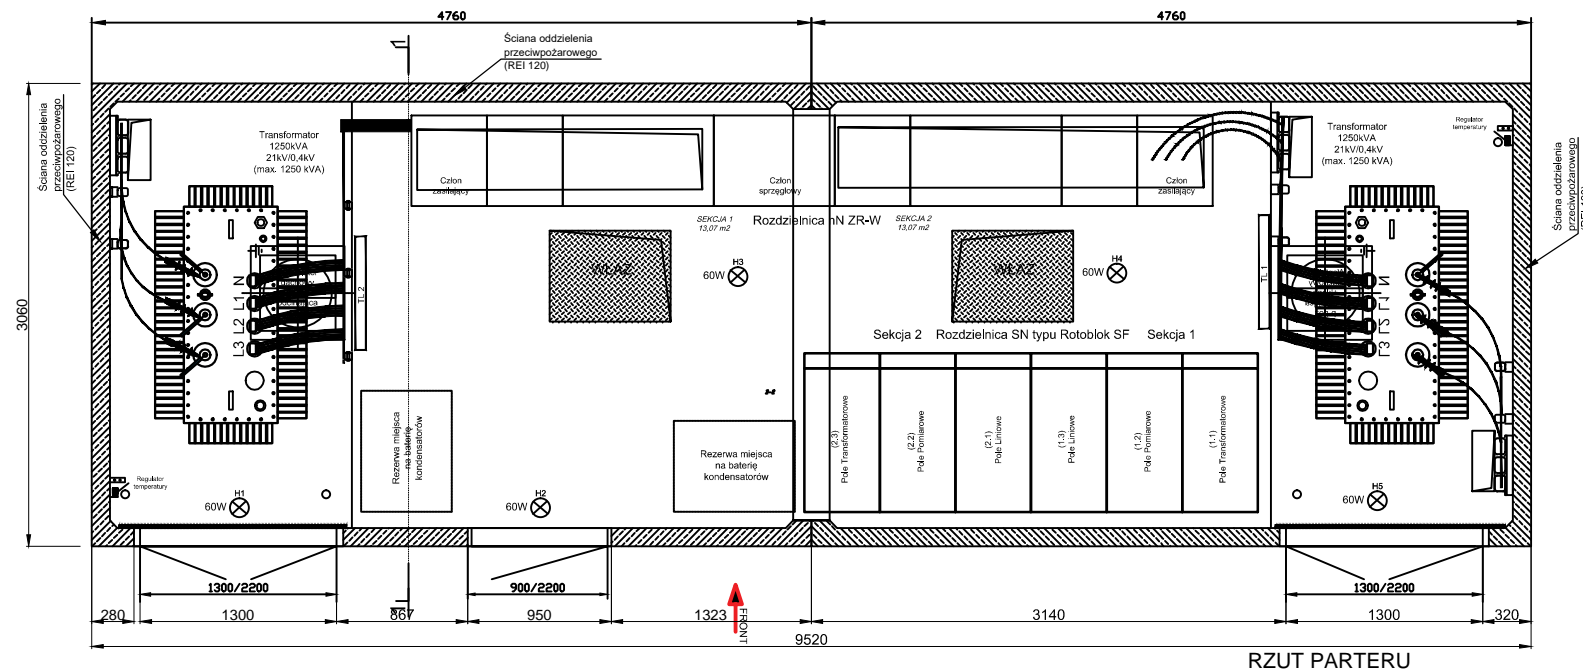 4760
4760
Ściana oddzielenia
przeciwpożarowego
(REI 120)
1
Ściana oddzielenia
przeciwpożarowego
(REI 120)
3060
Transformator
1250kVA
21kV/0,4kV
(max. 1250 kVA)
Człon
zasilający
Człon
sprzęgłowy
Człon
zasilający
Transformator
1250kVA
21kV/0,4kV
(max. 1250 kVA)
Regulator
temperatury
Ściana oddzielenia
przeciwpożarowego
SEKCJA 1
13,07 m2
Rozdzielnica nN ZR-W
SEKCJA 2
13,07 m2
WŁAZ
H3
60W
WŁAZ
H4
60W
N
L1
L2
L3
TL 2
TL 1
N
L1
L2
L3
Sekcja 2
Rozdzielnica SN typu Rotoblok SF
Sekcja 1
Rezerwa miejsca
na baterię
kondensatorów
Rezerwa miejsca
na baterię
kondensatorów
(2.3)
Pole Transformatorowe
(2.2)
Pole Pomiarowe
(2.1)
Pole Liniowe
(1.3)
Pole Liniowe
(1.2)
Pole Pomiarowe
(1.1)
Pole Transformatorowe
Regulator
temperatury
H1
60W
H2
60W
H5
60W
1300/2200
900/2200
1300/2200
1
280
1300
867
950
1323
FRONT
3140
1300
320
9520
RZUT PARTERU